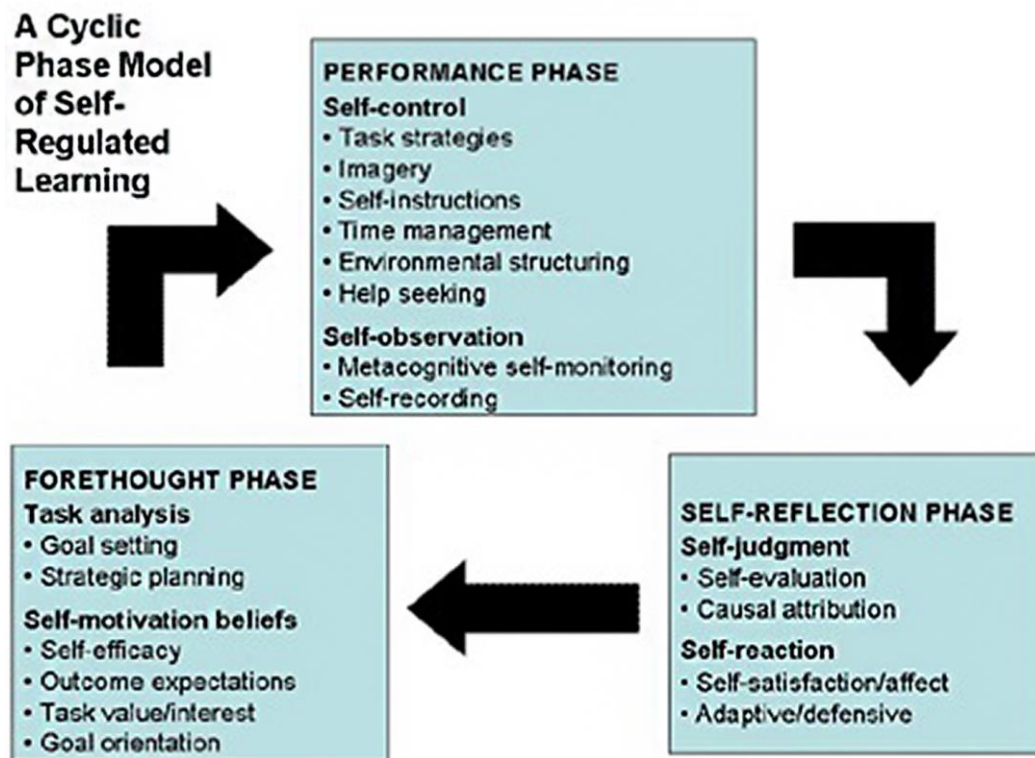 A Cyclic
Phase Model
of Self-
Regulated
Learning
PERFORMANCE PHASE
Self-control
• Task strategies
• Imagery
• Self-instructions
• Time management
• Environmental structuring
• Help seeking
Self-observation
• Metacognitive self-monitoring
• Self-recording
FORETHOUGHT PHASE
Task analysis
• Goal setting
• Strategic planning
Self-motivation beliefs
• Self-efficacy
• Outcome expectations
• Task value/interest
• Goal orientation
SELF-REFLECTION PHASE
Self-judgment
• Self-evaluation
• Causal attribution
Self-reaction
• Self-satisfaction/affect
• Adaptive/defensive